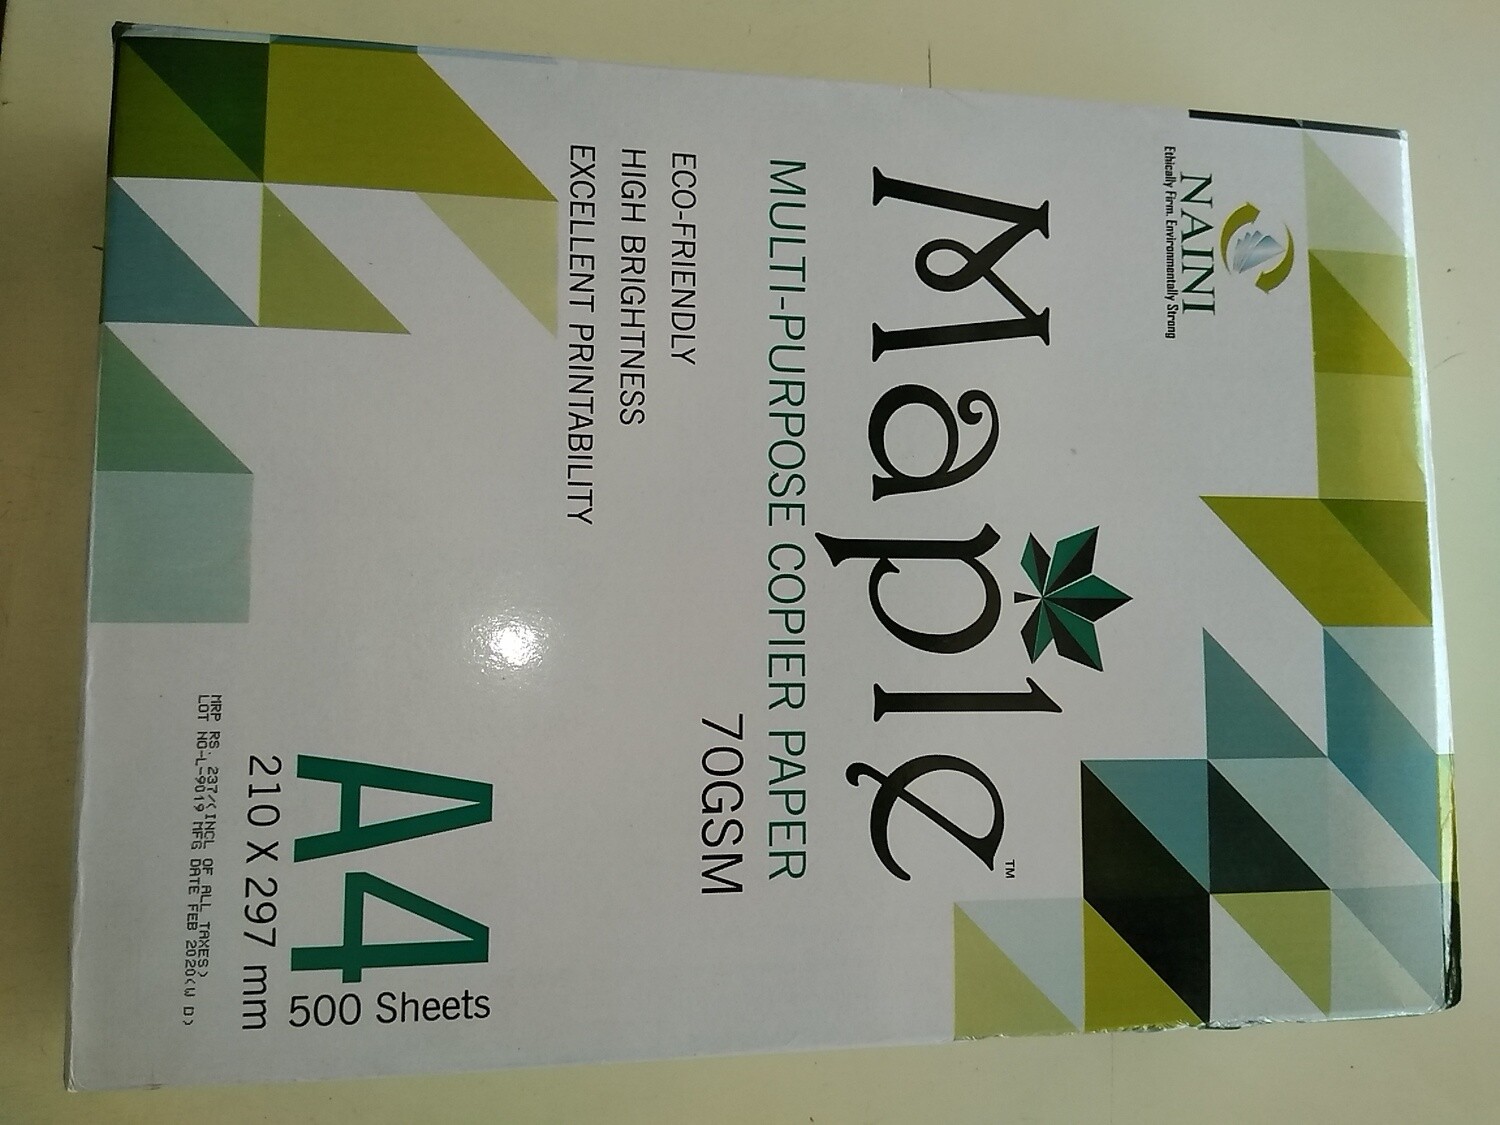 NAINI
Ethically Firm. Environmentally Strong
Maple™
MULTI-PURPOSE COPIER PAPER
70GSM
ECO-FRIENDLY
HIGH BRIGHTNESS
EXCELLENT PRINTABILITY
A4 500 Sheets
210 X 297 mm
MRP RS. 237/(INCL OF ALL TAXES)
LOT NO-L-9019 MFG DATE FEB 2020(W D)